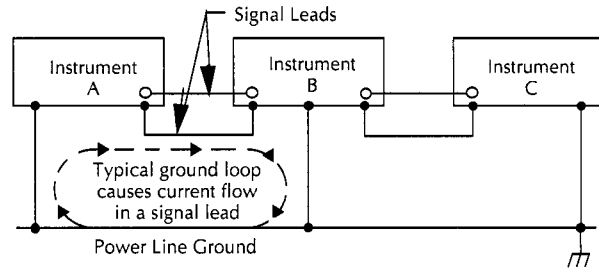 Signal Leads
Instrument
A
Instrument
B
Instrument
C
Typical ground loop
causes current flow
in a signal lead
Power Line Ground